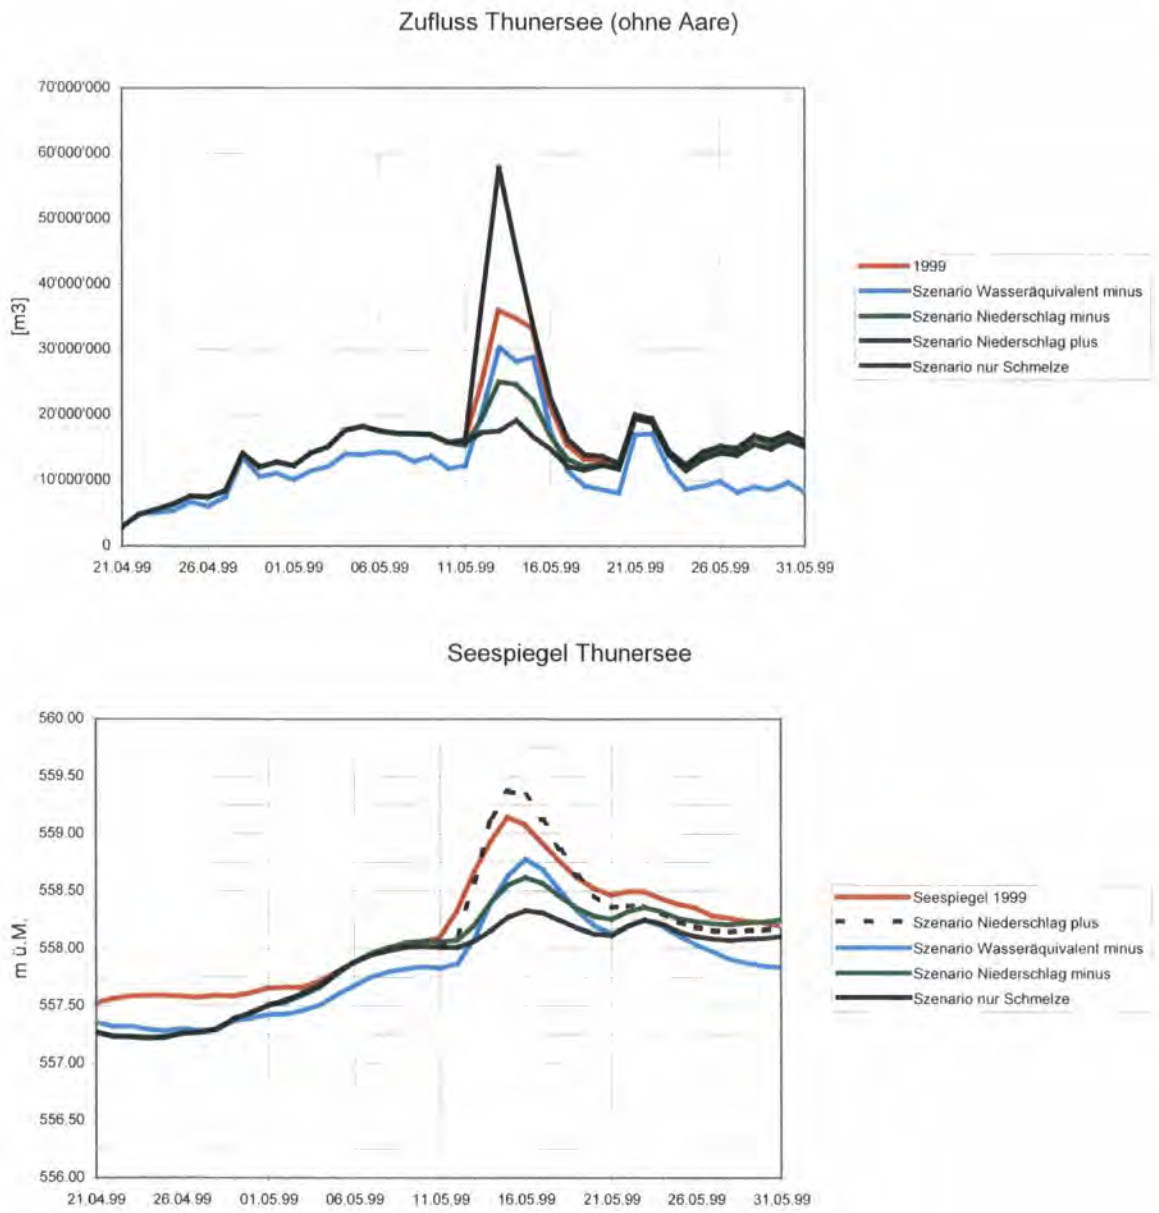 Zufluss Thunersee (ohne Aare)
70'000'000
60'000'000
50'000'000
40'000'000
30'000'000
20'000'000
10'000'000
0
[m3]
21.04.99 26.04.99 01.05.99 06.05.99 11.05.99 16.05.99 21.05.99 26.05.99 31.05.99
1999
Szenario Wasseräquivalent minus
Szenario Niederschlag minus
Szenario Niederschlag plus
Szenario nur Schmelze
Seespiegel Thunersee
560.00
559.50
559.00
558.50
558.00
557.50
557.00
556.50
556.00
m ü.M.
21.04.99 26.04.99 01.05.99 06.05.99 11.05.99 16.05.99 21.05.99 26.05.99 31.05.99
Seespiegel 1999
Szenario Niederschlag plus
Szenario Wasseräquivalent minus
Szenario Niederschlag minus
Szenario nur Schmelze